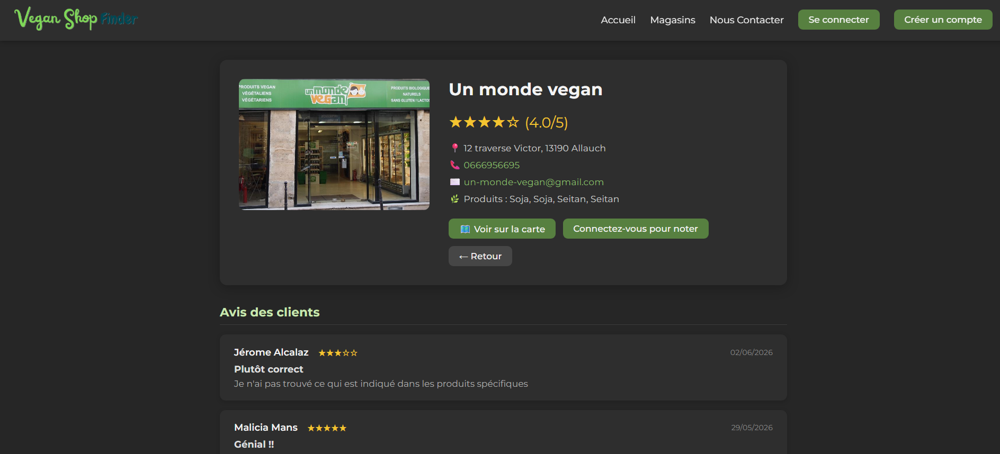 Vegan Shop Finder
Accueil Magasins Nous Contacter Se connecter Créer un compte
PRODUITS VEGAN
VÉGÉTALIENS
VÉGÉTARIENS
un monde
vegan
PRODUITS BIOLOGIQUE
NATURELS
SANS GLUTEN / LACTOS
Un monde vegan
★★★★☆ (4.0/5)
📍 12 traverse Victor, 13190 Allauch
📞 0666956695
✉️ un-monde-vegan@gmail.com
🌿 Produits : Soja, Soja, Seitan, Seitan
🗺️ Voir sur la carte Connectez-vous pour noter
← Retour
Avis des clients
Jérome Alcalaz ★★★☆☆ 02/06/2026
Plutôt correct
Je n'ai pas trouvé ce qui est indiqué dans les produits spécifiques
Malicia Mans ★★★★★ 29/05/2026
Génial !!